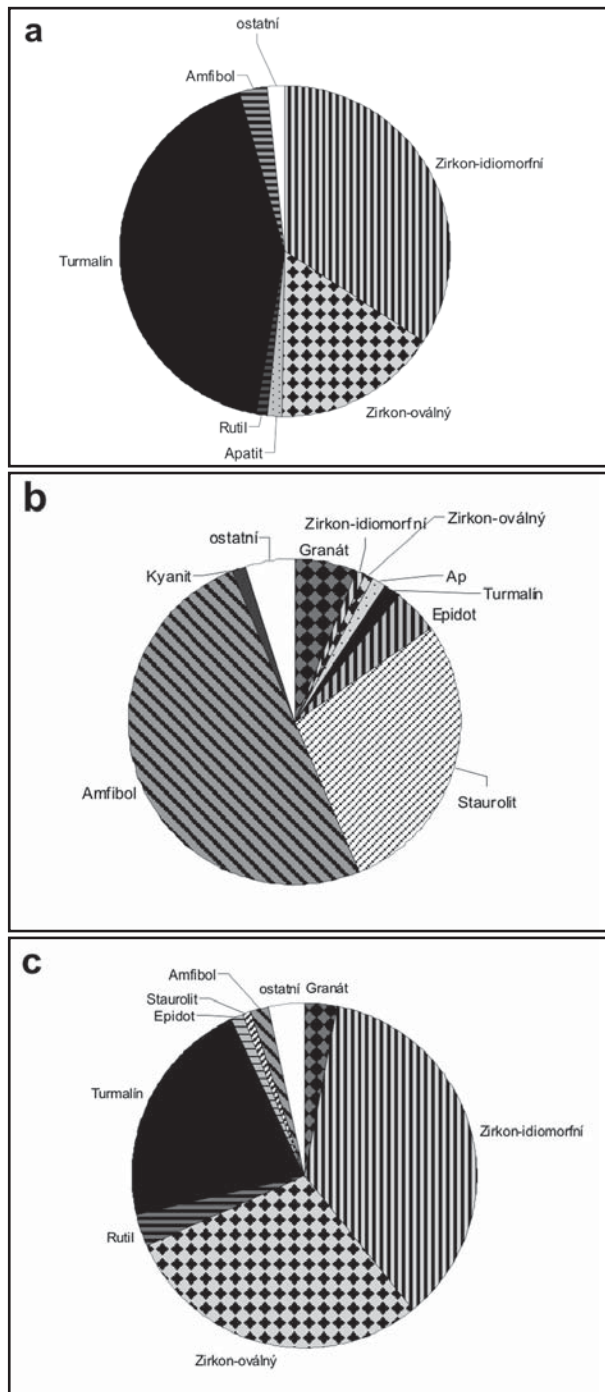 a
ostatní
Amfibol
Zirkon-idiomorfní
Turmalín
Zirkon-oválný
Rutil
Apatit
b
Zirkon-oválný
Zirkon-idiomorfní
ostatní
Granát
Kyanit
Ap
Turmalín
Epidot
Amfibol
Staurolit
c
Amfibol
ostatní
Granát
Staurolit
Epidot
Turmalín
Zirkon-idiomorfní
Rutil
Zirkon-oválný